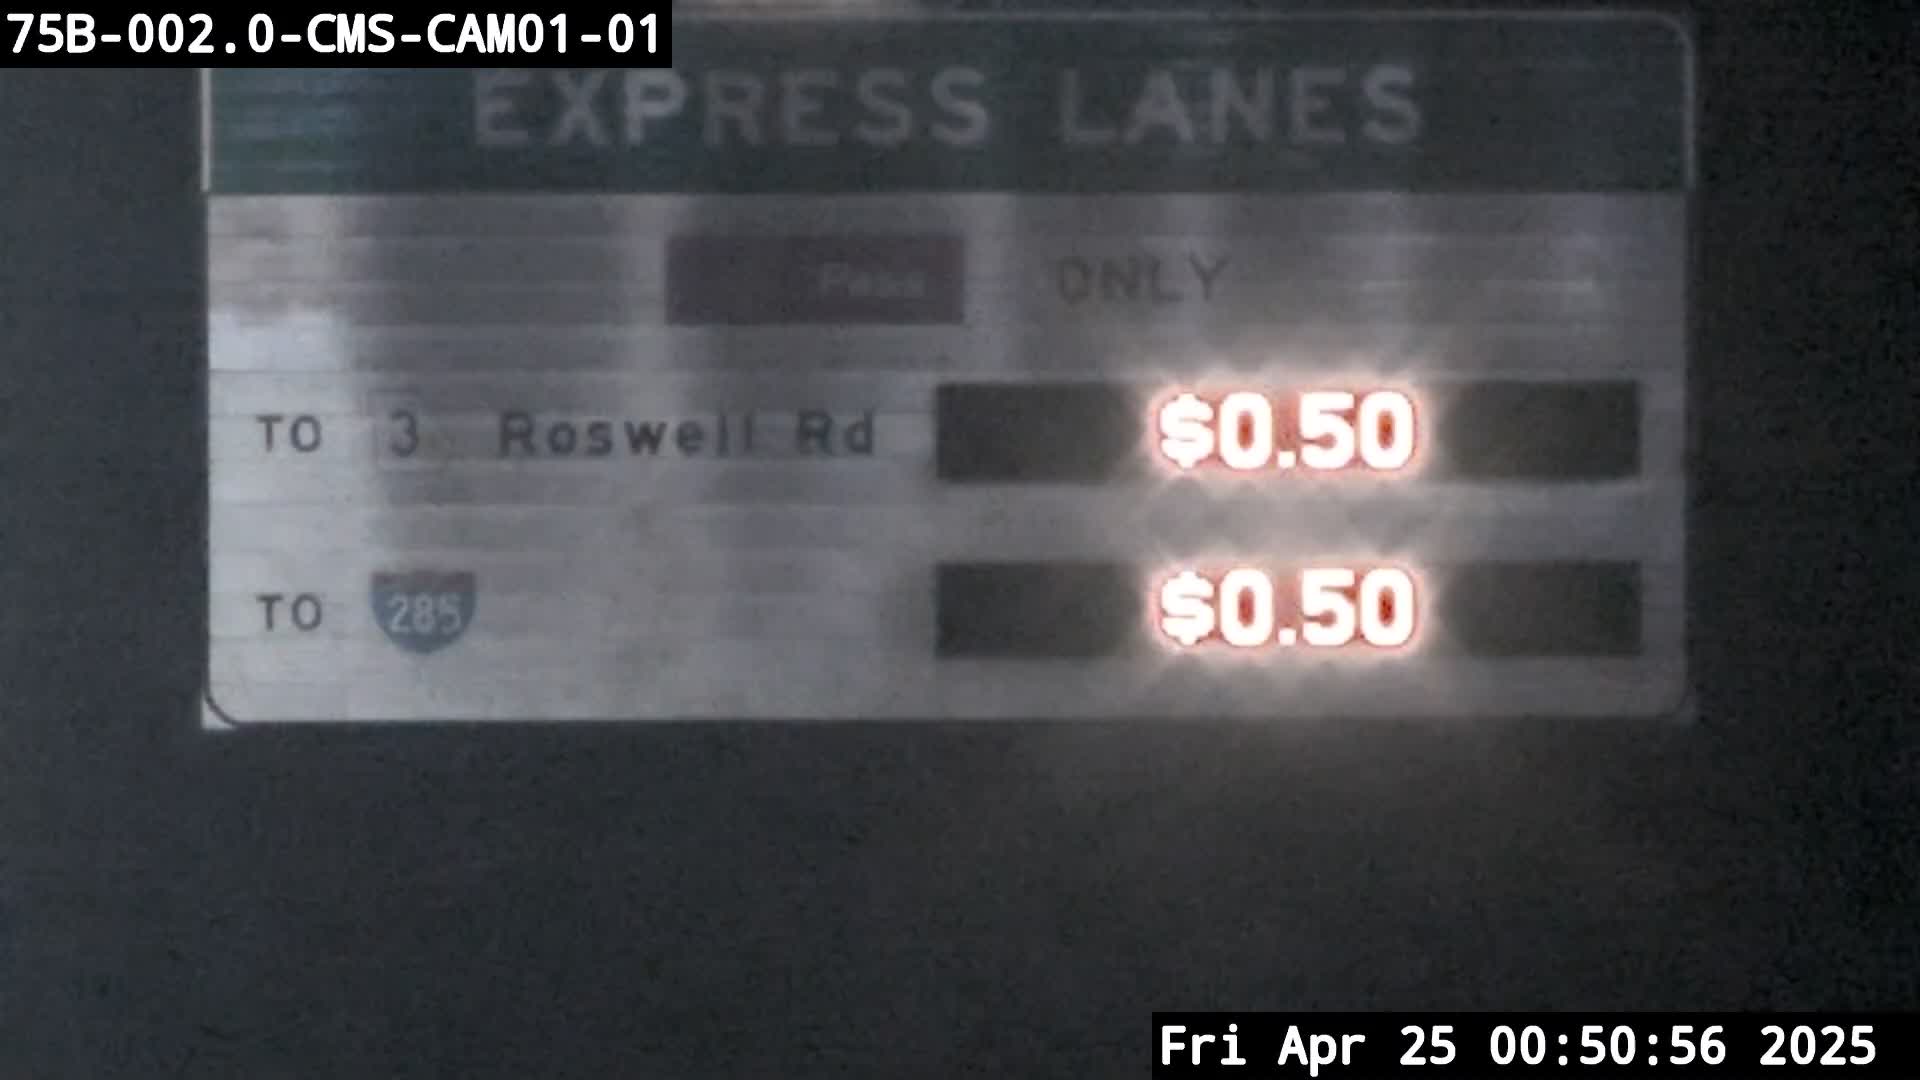 75B-002.0-CMS-CAM01-01
EXPRESS LANES
Pass ONLY
TO 3 Roswell Rd $0.50
TO 285 $0.50
Fri Apr 25 00:50:56 2025